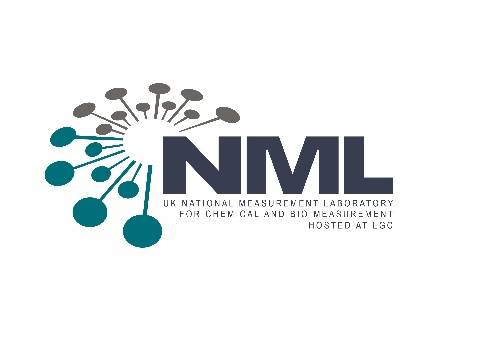 NML
UK NATIONAL MEASUREMENT LABORATORY
FOR CHEMICAL AND BIO MEASUREMENT
HOSTED AT LGC